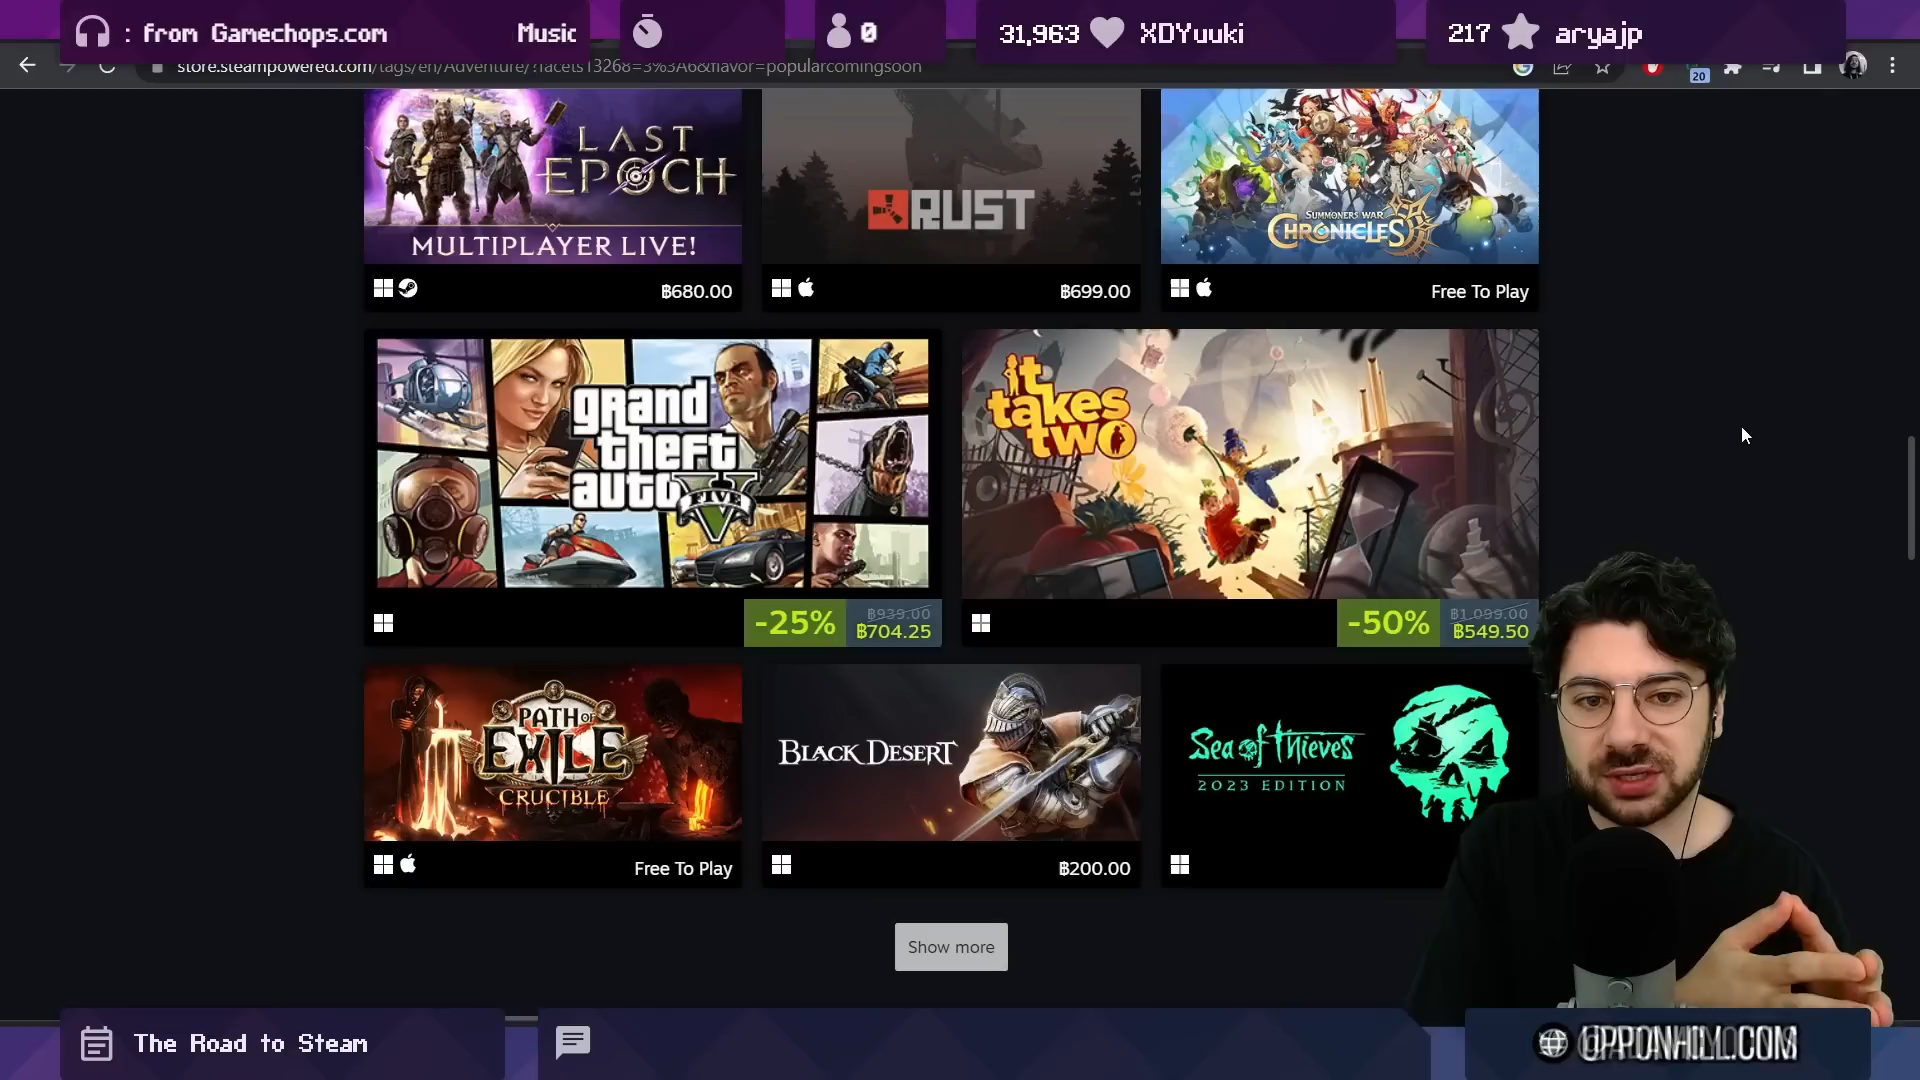 : from Gamechops.com Music
0
31,963 XDYuuki
217 aryajp
store.steampowered.com/tags/en/Adventure/?facets13268=3%3A6&flavor=popularcomingsoon
20
LAST EPOCH
MULTIPLAYER LIVE!
฿680.00
RUST
฿699.00
SUMMONERS WAR
CHRONICLES
Free To Play
grand
theft
auto
FIVE
-25%
฿939.00
฿704.25
it
takes
two
-50%
฿1,099.00
฿549.50
PATH OF
EXILE
CRUCIBLE
Free To Play
BLACK DESERT
฿200.00
Sea of Thieves
2023 EDITION
Show more
The Road to Steam